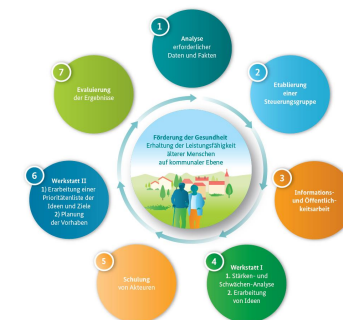 1
Analyse
erforderlicher
Daten und Fakten
2
Etablierung
einer
Steuerungsgruppe
3
Informations-
und Öffentlich-
keitsarbeit
4
Werkstatt I
1. Stärken- und
Schwächen-Analyse
2. Erarbeitung
von Ideen
5
Schulung
von Akteuren
6
Werkstatt II
1) Erarbeitung einer
Prioritätenliste der
Ideen und Ziele
2) Planung
der Vorhaben
7
Evaluierung
der Ergebnisse
Förderung der Gesundheit
Erhaltung der Leistungsfähigkeit
älterer Menschen
auf kommunaler Ebene